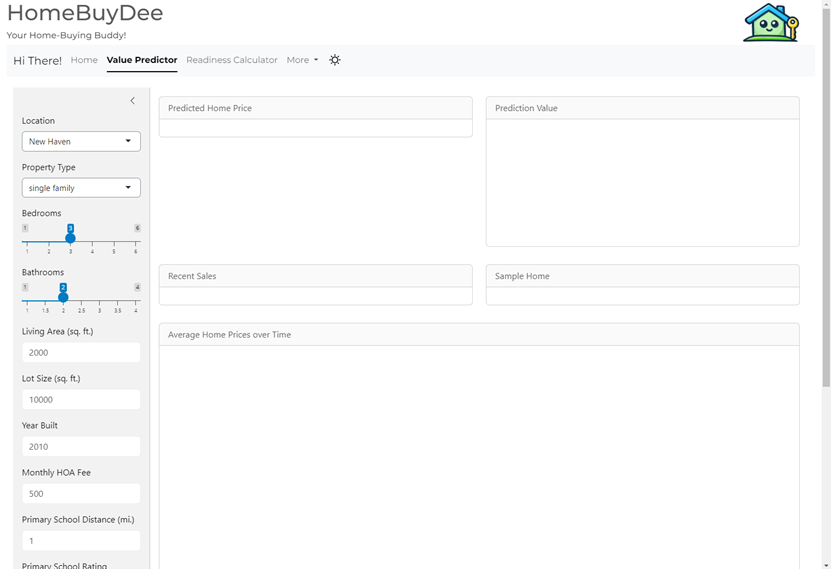 HomeBuyDee
Your Home-Buying Buddy!
Hi There! Home Value Predictor Readiness Calculator More
Location
New Haven
Property Type
single family
Bedrooms
1 3 6
1 2 3 4 5 6
Bathrooms
1 2 4
1 1.5 2 2.5 3 3.5 4
Living Area (sq. ft.)
2000
Lot Size (sq. ft.)
10000
Year Built
2010
Monthly HOA Fee
500
Primary School Distance (mi.)
1
Primary School Rating
Predicted Home Price
Prediction Value
Recent Sales
Sample Home
Average Home Prices over Time